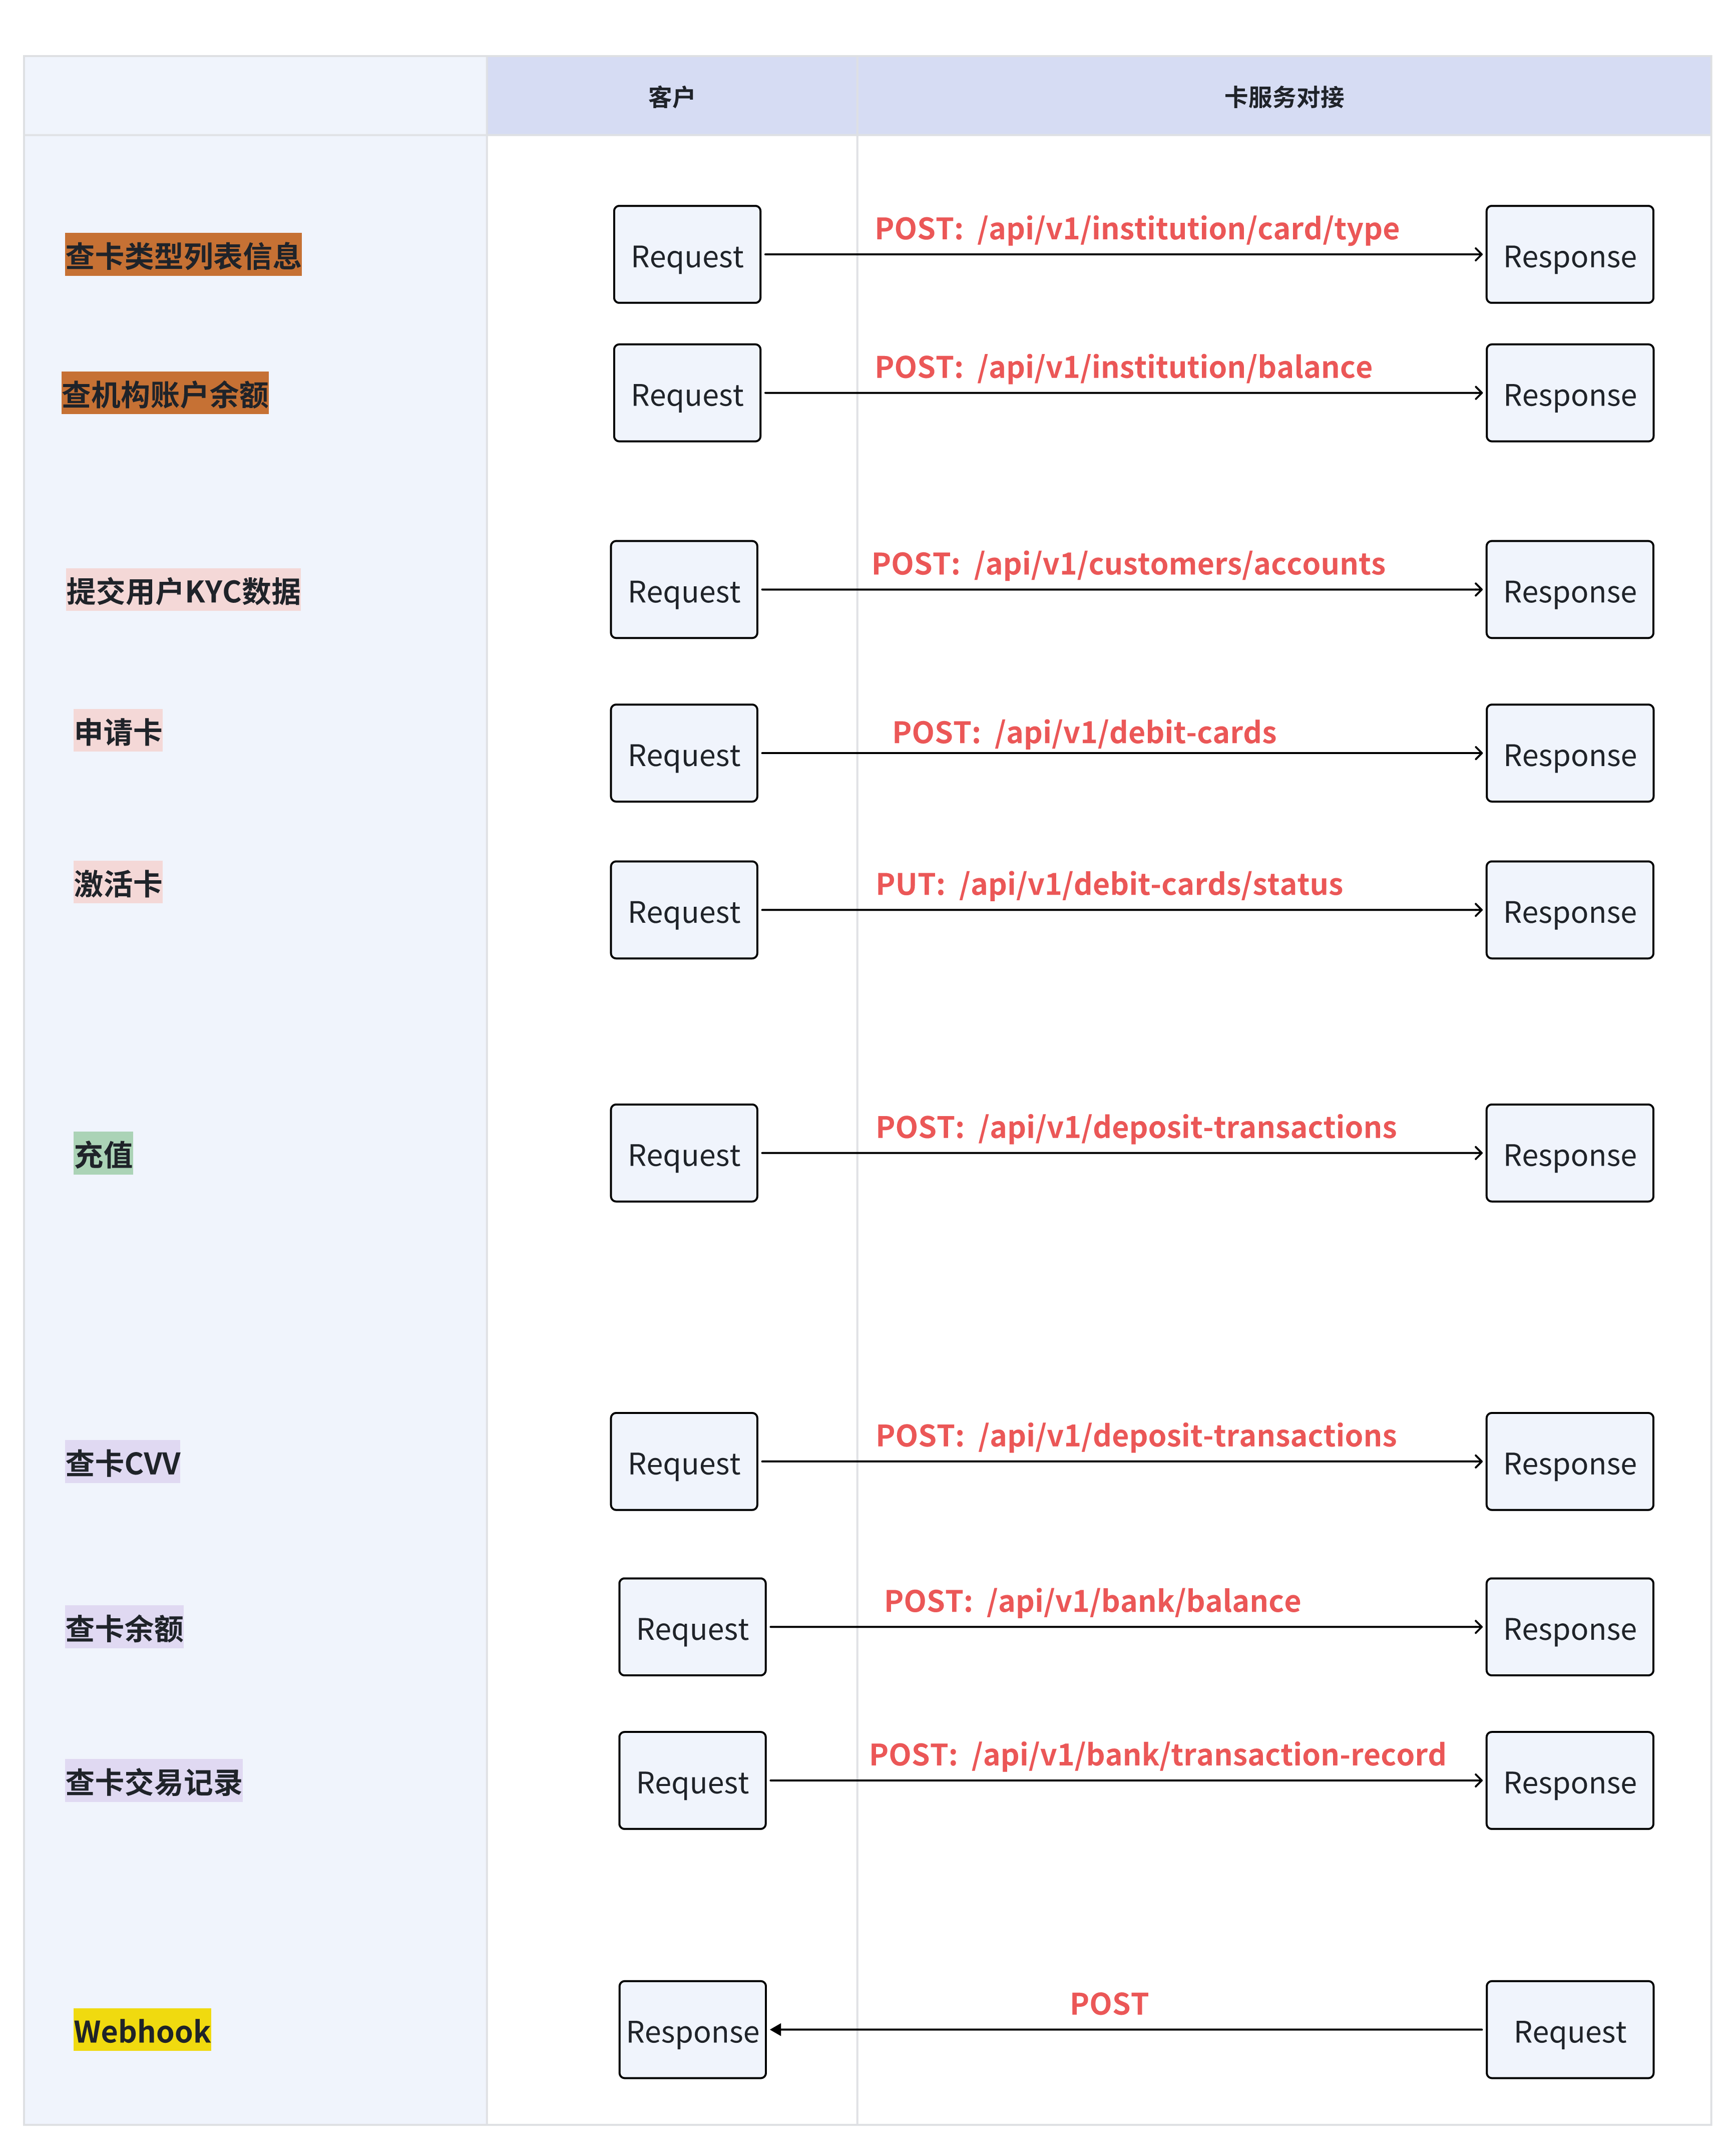 客户
卡服务对接
查卡类型列表信息
Request
POST: /api/v1/institution/card/type
Response
查机构账户余额
Request
POST: /api/v1/institution/balance
Response
提交用户KYC数据
Request
POST: /api/v1/customers/accounts
Response
申请卡
Request
POST: /api/v1/debit-cards
Response
激活卡
Request
PUT: /api/v1/debit-cards/status
Response
充值
Request
POST: /api/v1/deposit-transactions
Response
查卡CVV
Request
POST: /api/v1/deposit-transactions
Response
查卡余额
Request
POST: /api/v1/bank/balance
Response
查卡交易记录
Request
POST: /api/v1/bank/transaction-record
Response
Webhook
Response
POST
Request